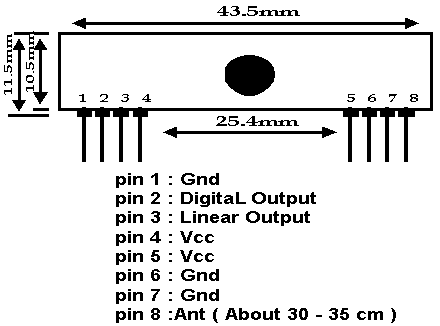 43.5mm
11.5mm
10.5mm
1 2 3 4 5 6 7 8
25.4mm
pin 1 : Gnd
pin 2 : DigitaL Output
pin 3 : Linear Output
pin 4 : Vcc
pin 5 : Vcc
pin 6 : Gnd
pin 7 : Gnd
pin 8 :Ant ( About 30 - 35 cm )